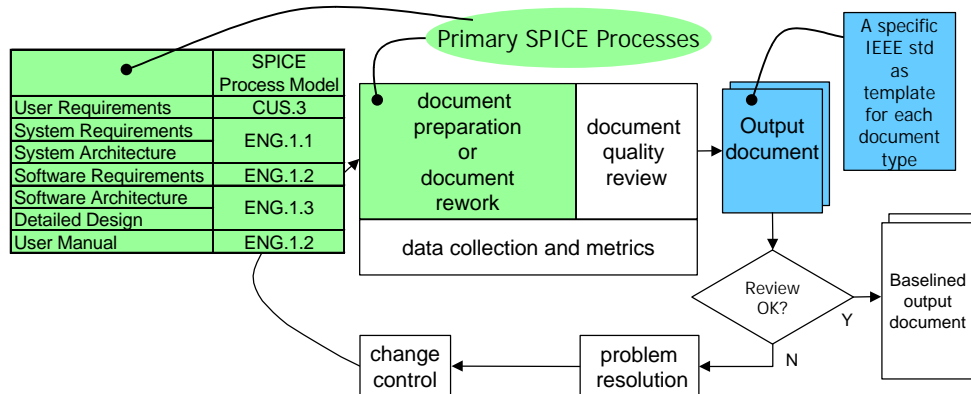 Primary SPICE Processes
A specific
IEEE std
as
template
for each
document
type
SPICE
Process Model
User Requirements CUS.3
System Requirements
System Architecture
ENG.1.1
Software Requirements ENG.1.2
Software Architecture
Detailed Design
ENG.1.3
User Manual ENG.1.2
document
preparation
or
document
rework
document
quality
review
data collection and metrics
Output
document
Review
OK?
Y
N
Baselined
output
document
problem
resolution
change
control